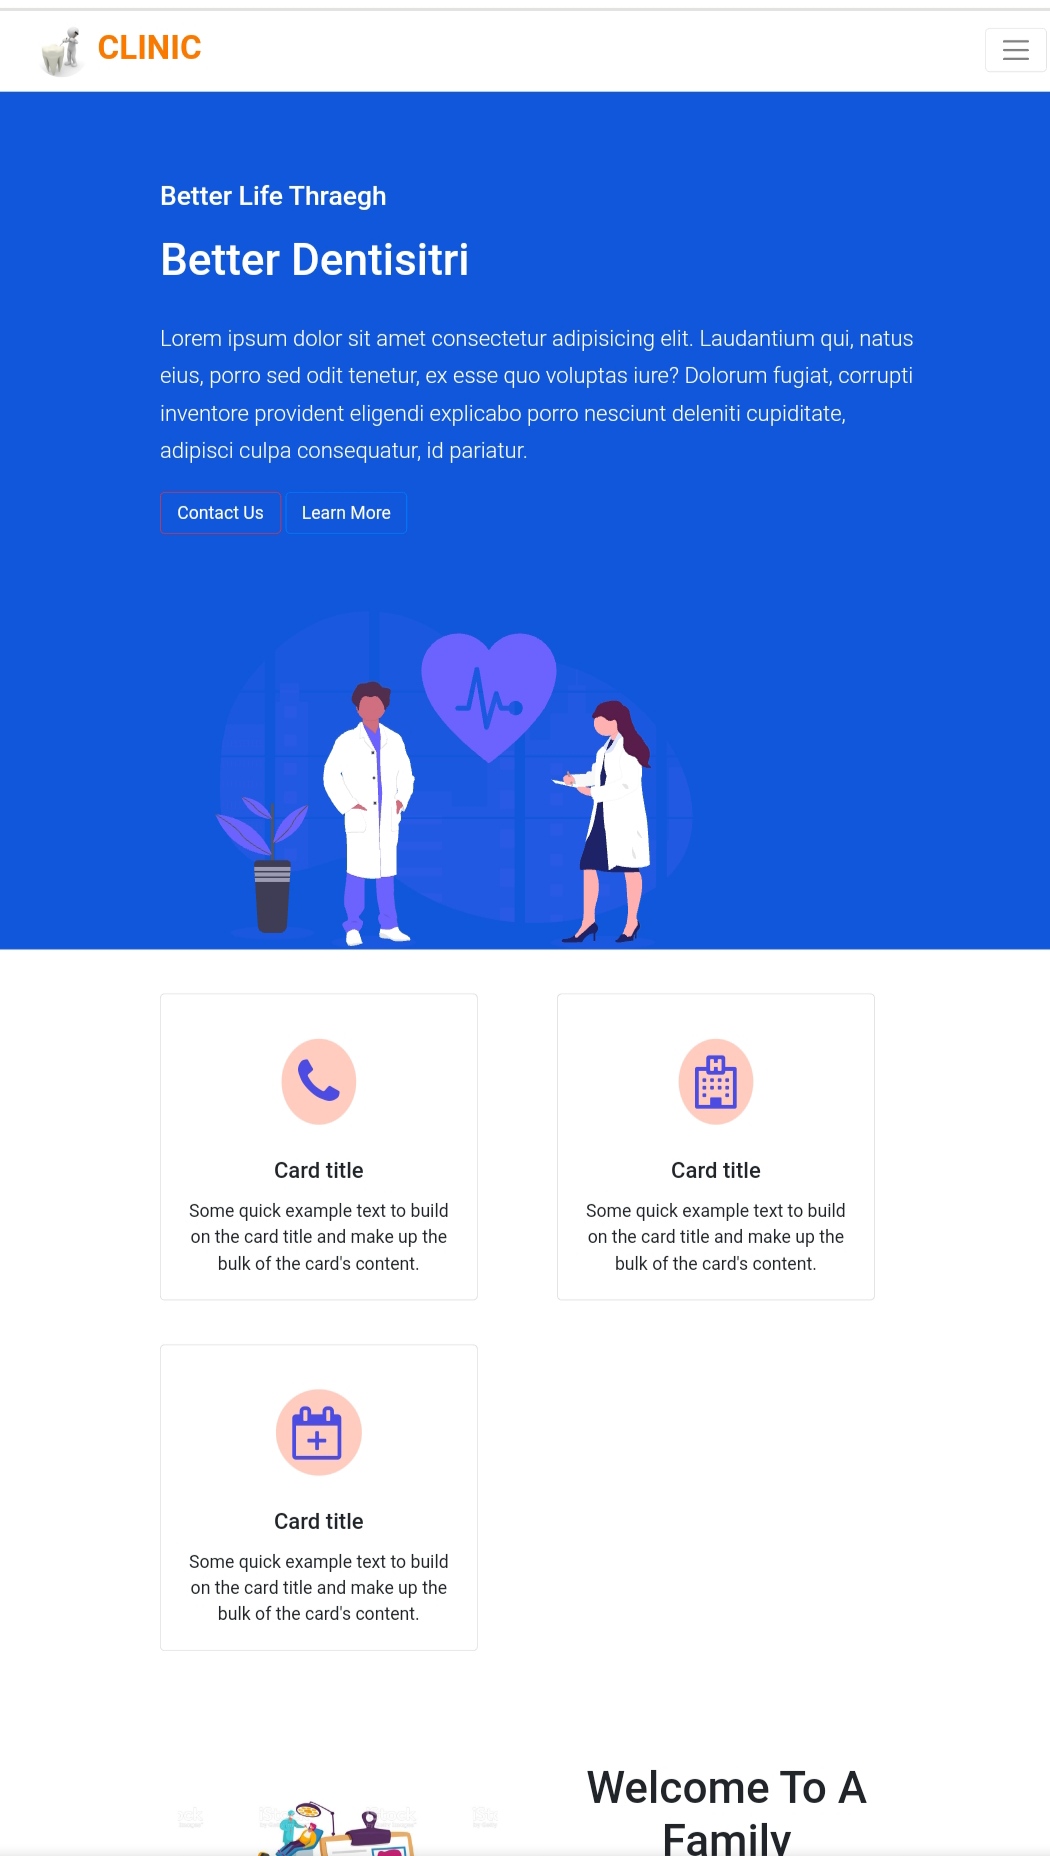 CLINIC
Better Life Thraegh
Better Dentisitri
Lorem ipsum dolor sit amet consectetur adipisicing elit. Laudantium qui, natus
eius, porro sed odit tenetur, ex esse quo voluptas iure? Dolorum fugiat, corrupti
inventore provident eligendi explicabo porro nesciunt deleniti cupiditate,
adipisci culpa consequatur, id pariatur.
Contact Us
Learn More
Card title
Some quick example text to build
on the card title and make up the
bulk of the card's content.
Card title
Some quick example text to build
on the card title and make up the
bulk of the card's content.
Card title
Some quick example text to build
on the card title and make up the
bulk of the card's content.
Welcome To A
Family